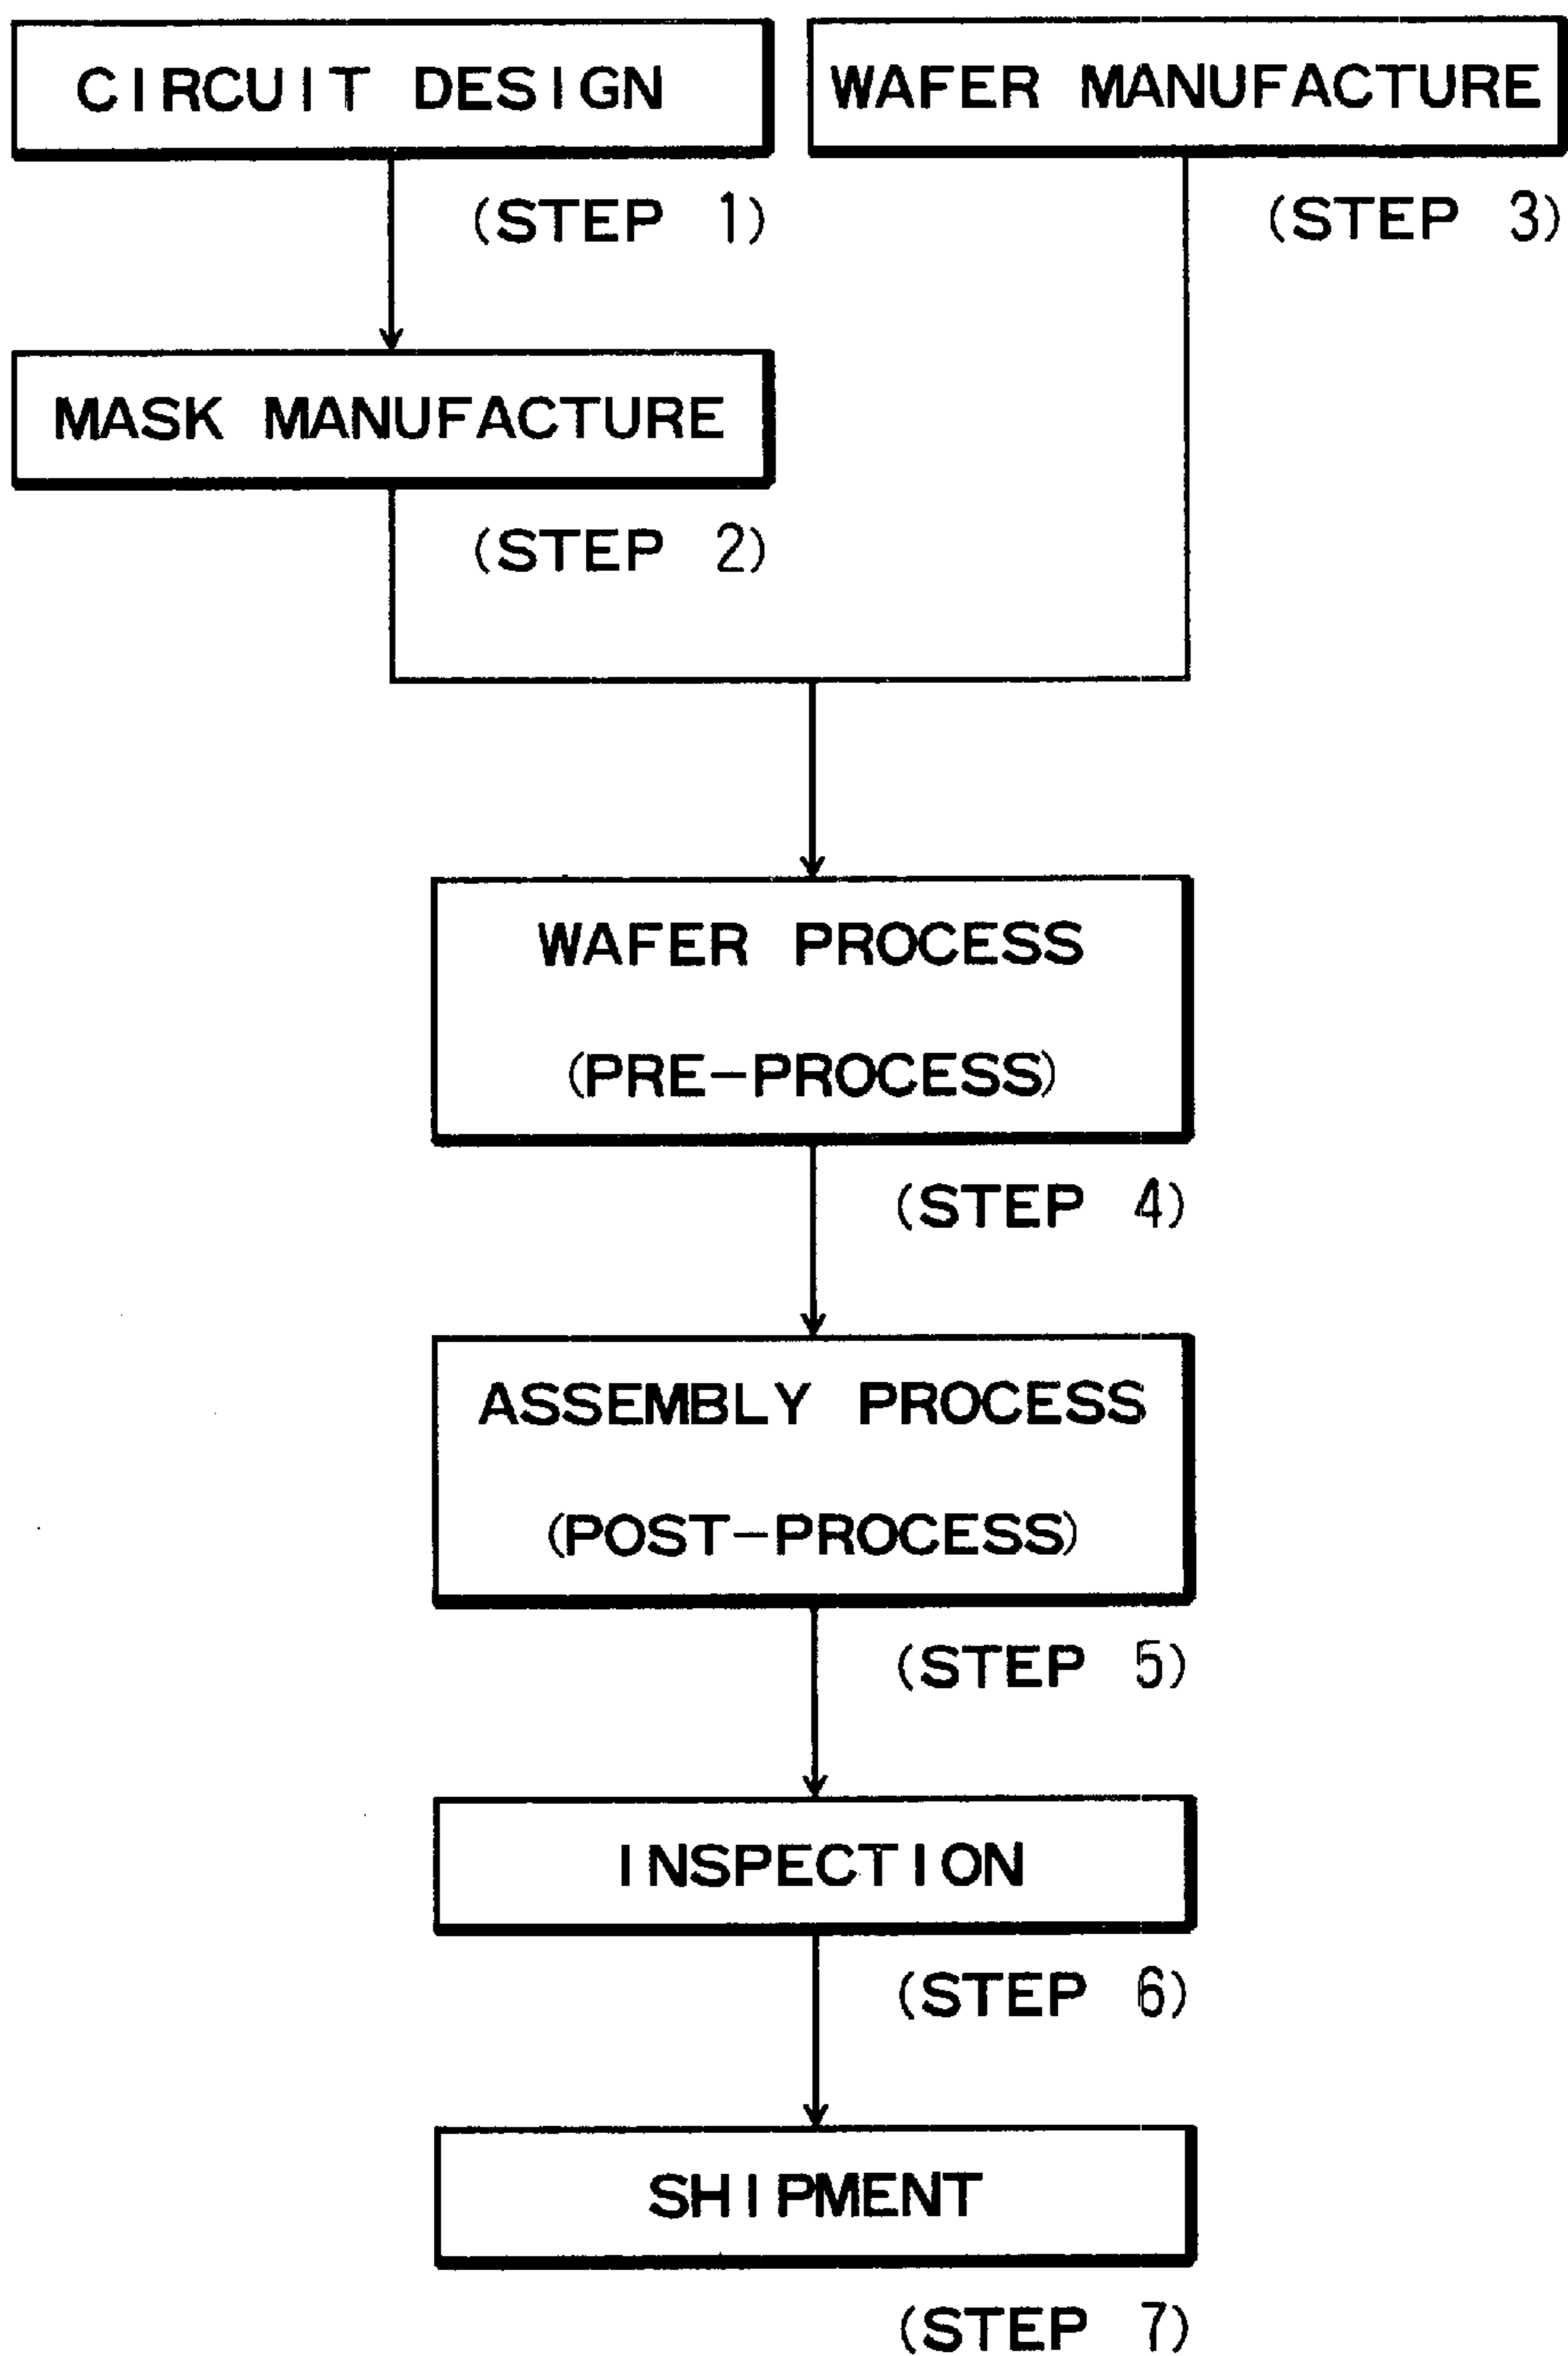 CIRCUIT DESIGN
(STEP 1)
WAFER MANUFACTURE
(STEP 3)
MASK MANUFACTURE
(STEP 2)
WAFER PROCESS
(PRE-PROCESS)
(STEP 4)
ASSEMBLY PROCESS
(POST-PROCESS)
(STEP 5)
INSPECTION
(STEP 6)
SHIPMENT
(STEP 7)